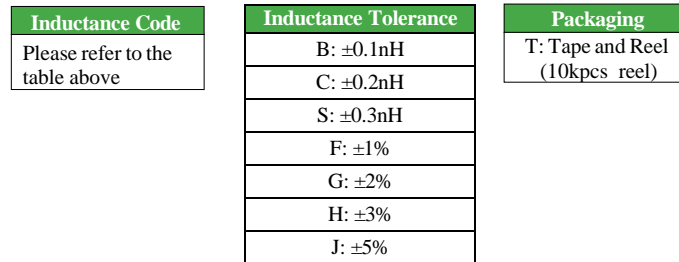 Inductance Code
Please refer to the
table above
Inductance Tolerance
B: ±0.1nH
C: ±0.2nH
S: ±0.3nH
F: ±1%
G: ±2%
H: ±3%
J: ±5%
Packaging
T: Tape and Reel
(10kpcs reel)